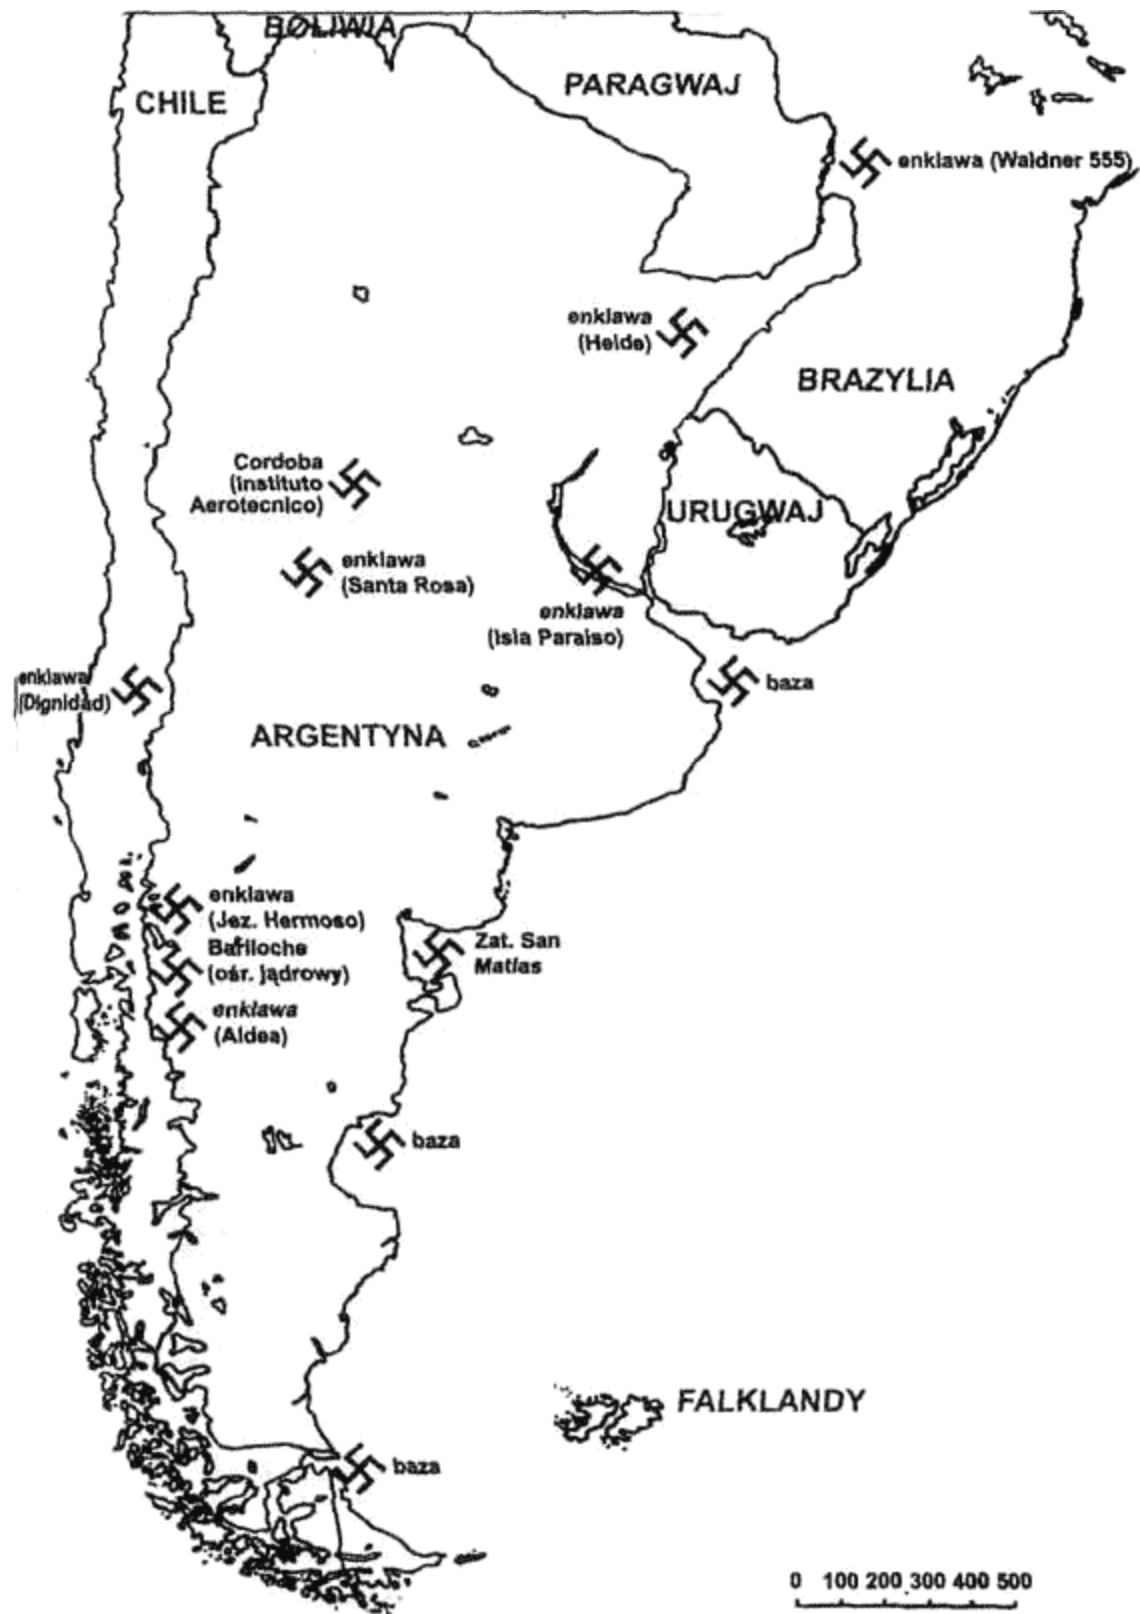 BOLIWIA
CHILE
PARAGWAJ
enklawa (Waldner 555)
enklawa
(Heide)
BRAZYLIA
Cordoba
(Instituto
Aerotecnico)
URUGWAJ
enklawa
(Santa Rosa)
enklawa
(Isla Paraiso)
enklawa
(Dignidad)
baza
ARGENTYNA
enklawa
(Jez. Hermoso)
Bariloche
(ośr. jądrowy)
Zat. San
Matias
enklawa
(Aldea)
baza
FALKLANDY
baza
0 100 200 300 400 500